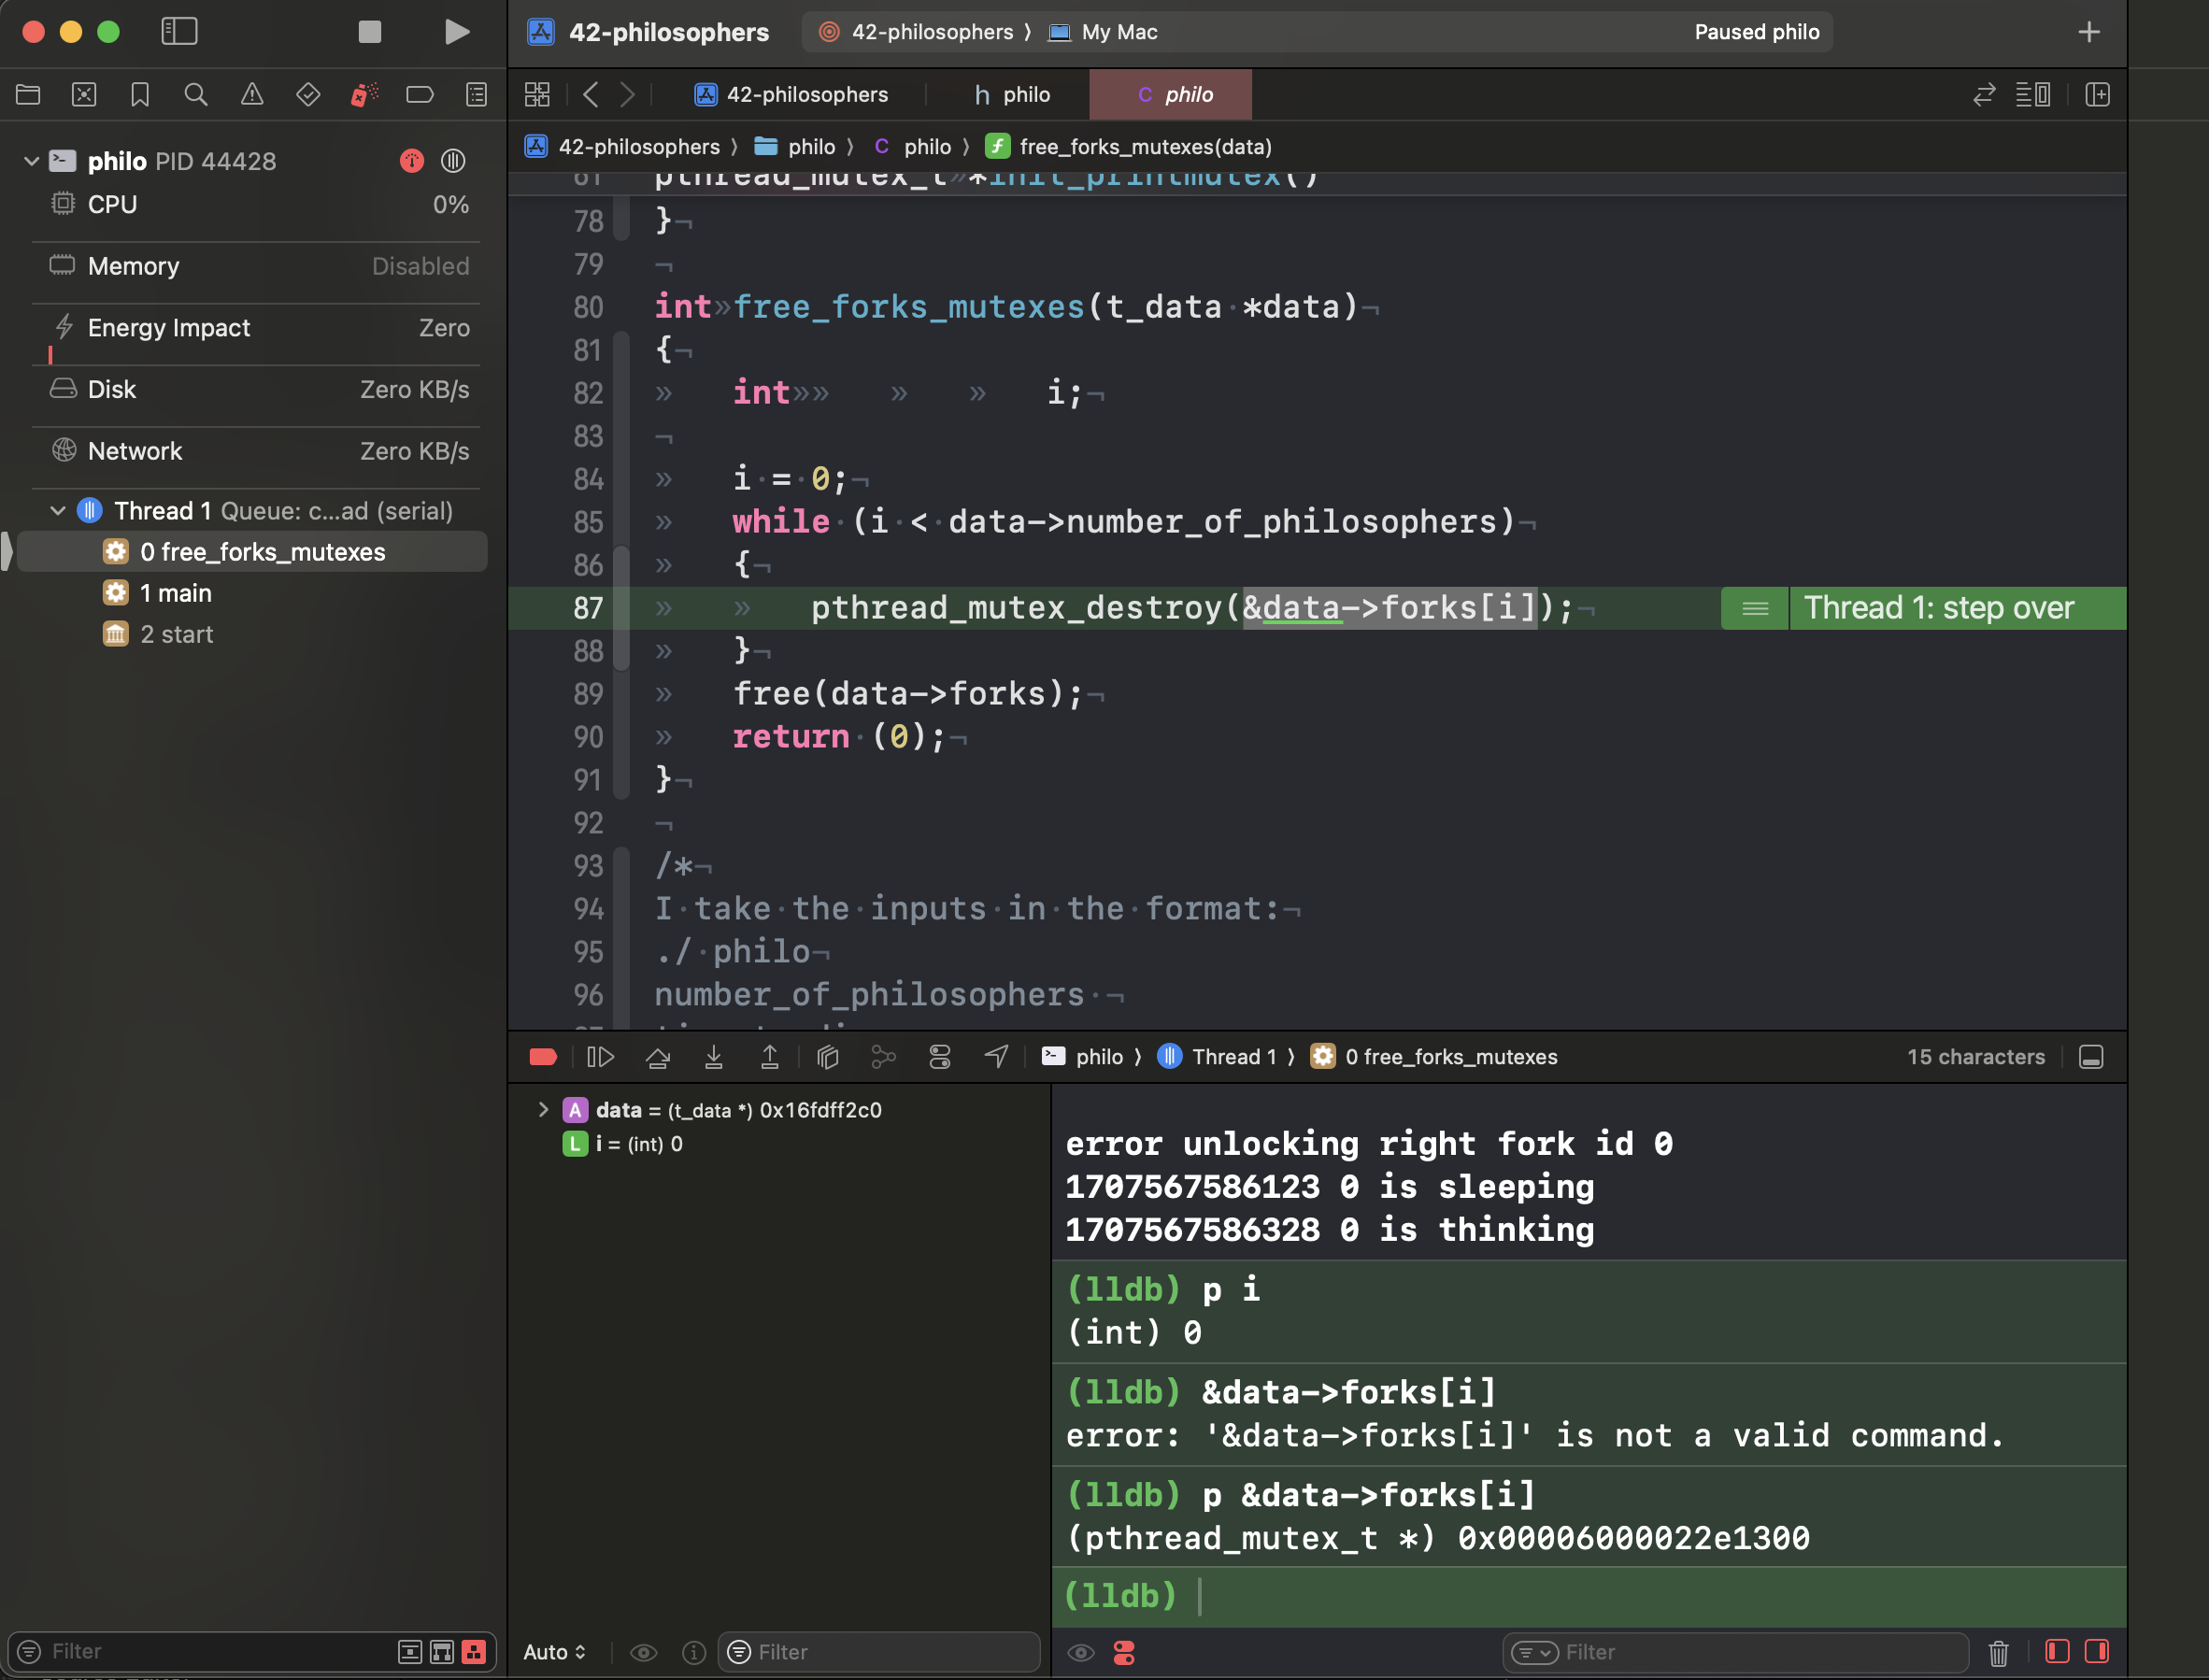 42-philosophers
42-philosophers ⟩ My Mac
Paused philo
42-philosophers
h philo
C philo
42-philosophers ⟩ philo ⟩ C philo ⟩ f free_forks_mutexes(data)
philo PID 44428
CPU 0%
Memory Disabled
Energy Impact Zero
Disk Zero KB/s
Network Zero KB/s
Thread 1 Queue: c...ad (serial)
0 free_forks_mutexes
1 main
2 start
Filter
61 pthread_mutex_t *init_printmutex()
78 }
79
80 int free_forks_mutexes(t_data *data)
81 {
82 int i;
83
84 i = 0;
85 while (i < data->number_of_philosophers)
86 {
87 pthread_mutex_destroy(&data->forks[i]); Thread 1: step over
88 }
89 free(data->forks);
90 return (0);
91 }
92
93 /*
94 I take the inputs in the format:
95 ./ philo
96 number_of_philosophers
philo ⟩ Thread 1 ⟩ 0 free_forks_mutexes
15 characters
A data = (t_data *) 0x16fdff2c0
L i = (int) 0
Auto
Filter
error unlocking right fork id 0
1707567586123 0 is sleeping
1707567586328 0 is thinking
(lldb) p i
(int) 0
(lldb) &data->forks[i]
error: '&data->forks[i]' is not a valid command.
(lldb) p &data->forks[i]
(pthread_mutex_t *) 0x00006000022e1300
(lldb)
Filter